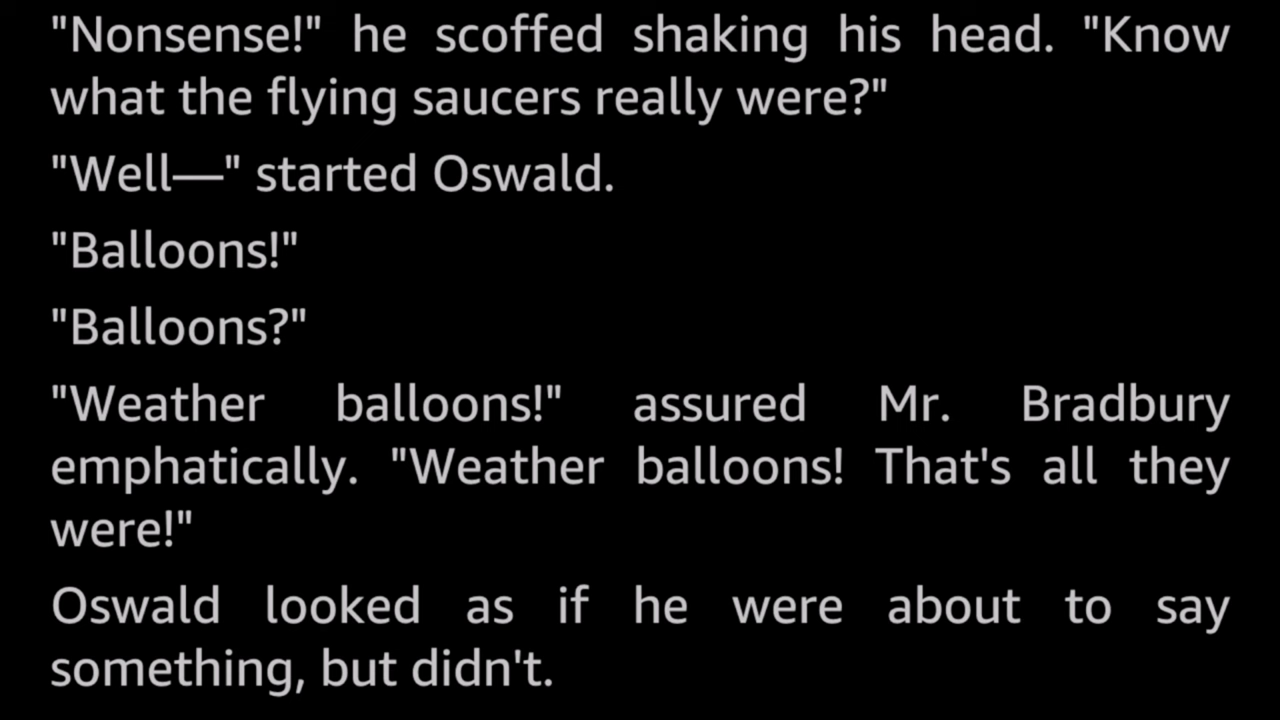 "Nonsense!" he scoffed shaking his head. "Know
what the flying saucers really were?"
"Well—" started Oswald.
"Balloons!"
"Balloons?"
"Weather balloons!" assured Mr. Bradbury
emphatically. "Weather balloons! That's all they
were!"
Oswald looked as if he were about to say
something, but didn't.